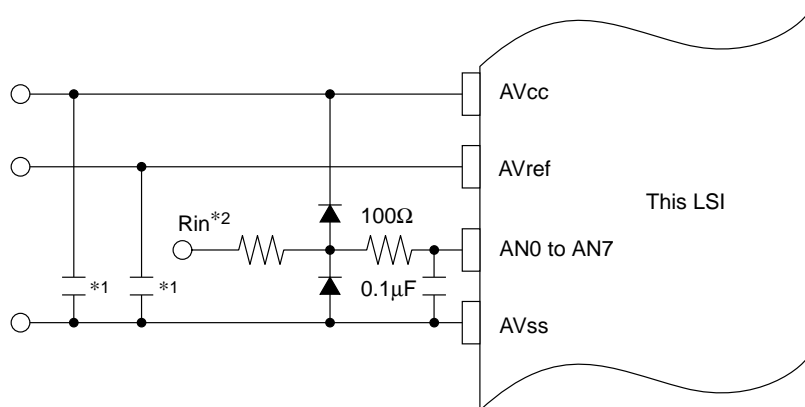 AVcc
AVref
This LSI
Rin*2
100Ω
AN0 to AN7
*1
*1
0.1µF
AVss